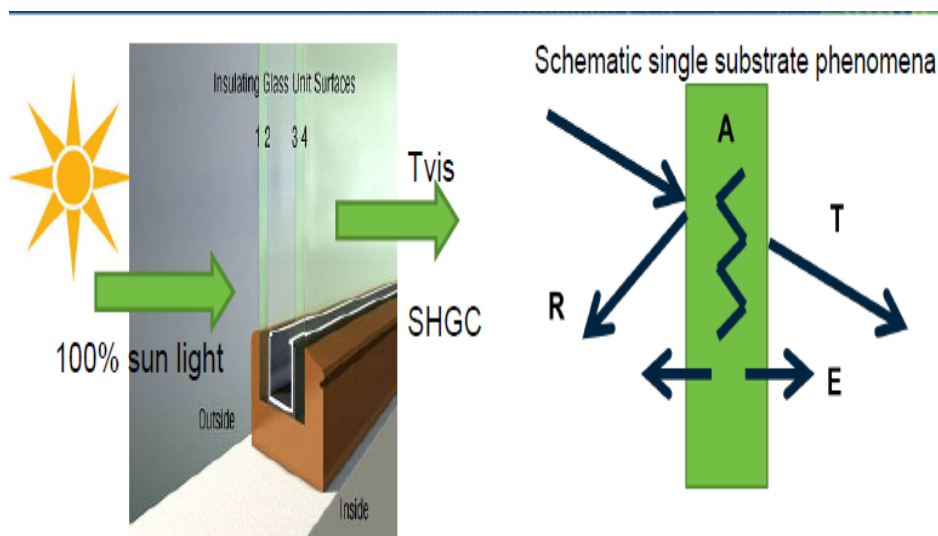 Schematic single substrate phenomena
Insulating Glass Unit Surfaces
1 2 3 4
Tvis
SHGC
100% sun light
Outside
Inside
A
T
R
E